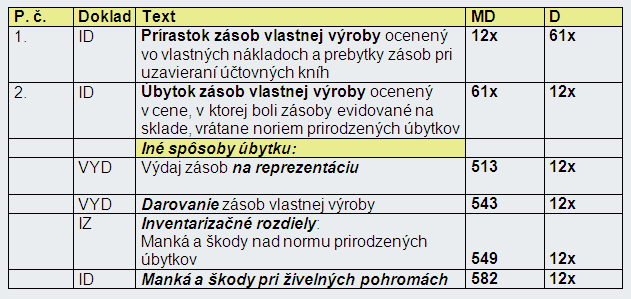 P. č. Doklad Text MD D
1. ID Prírastok zásob vlastnej výroby ocenený 12x 61x
vo vlastných nákladoch a prebytky zásob pri
uzavieraní účtovných kníh
2. ID Úbytok zásob vlastnej výroby ocenený 61x 12x
v cene, v ktorej boli zásoby evidované na
sklade, vrátane noriem prirodzených úbytkov
Iné spôsoby úbytku:
VYD Výdaj zásob na reprezentáciu 513 12x
VYD Darovanie zásob vlastnej výroby 543 12x
IZ Inventarizačné rozdiely:
Manká a škody nad normu prirodzených
úbytkov 549 12x
ID Manká a škody pri živelných pohromách 582 12x